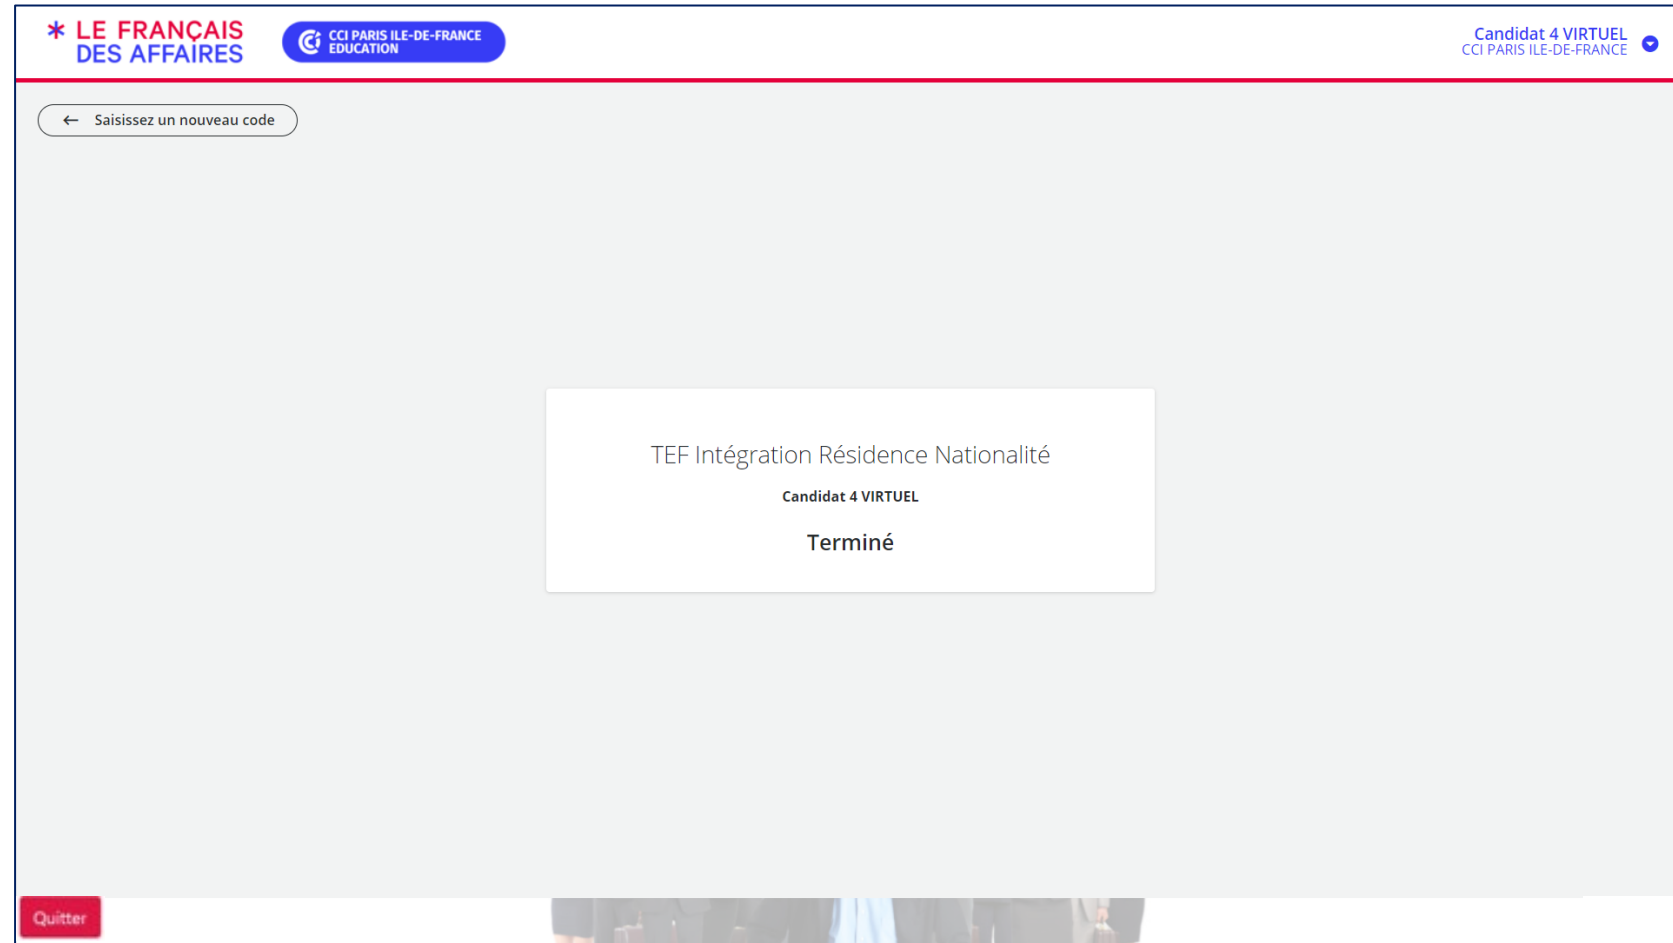 * LE FRANÇAIS
DES AFFAIRES
CCI PARIS ILE-DE-FRANCE
EDUCATION
Candidat 4 VIRTUEL
CCI PARIS ILE-DE-FRANCE
← Saisissez un nouveau code
TEF Intégration Résidence Nationalité
Candidat 4 VIRTUEL
Terminé
Quitter